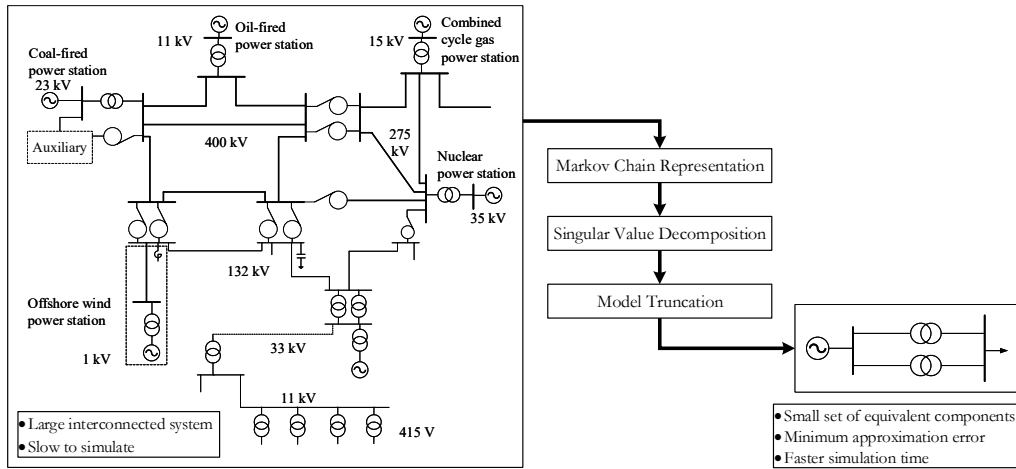 Oil-fired
11 kV
power station
Combined
15 kV
cycle gas
power station
Coal-fired
power station
23 kV
Auxiliary
400 kV
275
kV
Nuclear
power station
35 kV
132 kV
Offshore wind
power station
1 kV
33 kV
11 kV
415 V
• Large interconnected system
• Slow to simulate
Markov Chain Representation
Singular Value Decomposition
Model Truncation
• Small set of equivalent components
• Minimum approximation error
• Faster simulation time